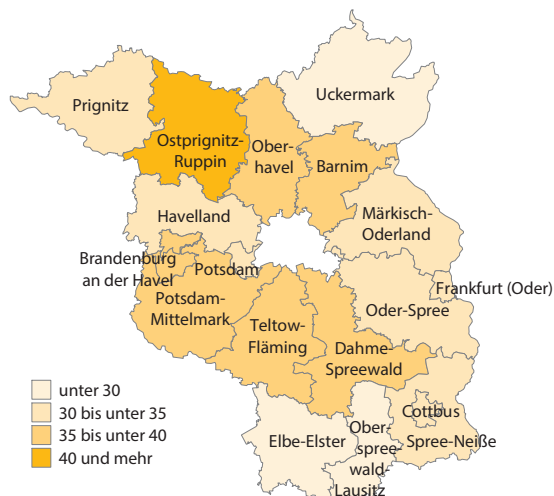 Prignitz
Uckermark
Ostprignitz-
Ruppin
Ober-
havel
Barnim
Havelland
Märkisch-
Oderland
Brandenburg
an der Havel
Potsdam
Frankfurt (Oder)
Potsdam-
Mittelmark
Oder-Spree
Teltow-
Fläming
Dahme-
Spreewald
unter 30
30 bis unter 35
35 bis unter 40
40 und mehr
Cottbus
Elbe-Elster
Ober-
spree-
wald-
Lausitz
Spree-Neiße